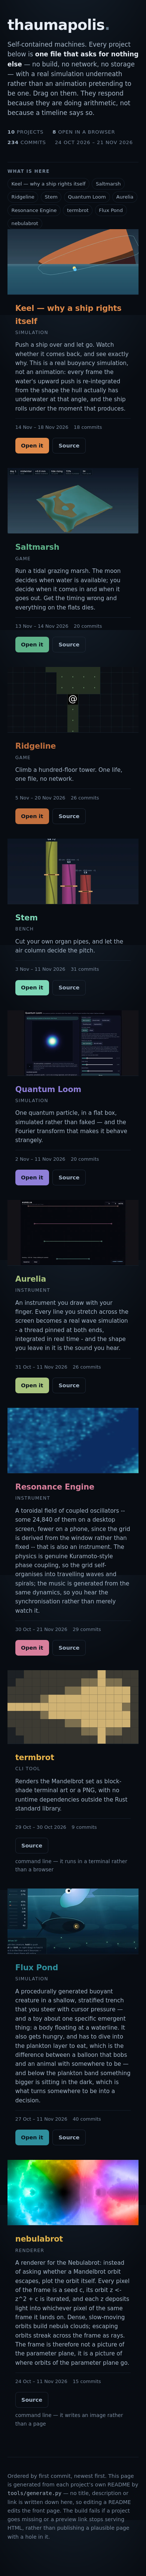 thaumapolis.
Self-contained machines. Every project
below is one file that asks for nothing
else — no build, no network, no storage
— with a real simulation underneath
rather than an animation pretending to
be one. Drag on them. They respond
because they are doing arithmetic, not
because a timeline says so.
10 PROJECTS 8 OPEN IN A BROWSER
234 COMMITS 24 OCT 2026 – 21 NOV 2026
WHAT IS HERE
Keel — why a ship rights itself Saltmarsh
Ridgeline Stem Quantum Loom Aurelia
Resonance Engine termbrot Flux Pond
nebulabrot
Keel — why a ship rights
itself
SIMULATION
Push a ship over and let go. Watch
whether it comes back, and see exactly
why. This is a real buoyancy simulation,
not an animation: every frame the
water's upward push is re-integrated
from the shape the hull actually has
underwater at that angle, and the ship
rolls under the moment that produces.
14 Nov – 18 Nov 2026 18 commits
Open it Source
Saltmarsh
GAME
Run a tidal grazing marsh. The moon
decides when water is available; you
decide when it comes in and when it
gets out. Get the timing wrong and
everything on the flats dies.
13 Nov – 14 Nov 2026 20 commits
Open it Source
@
Ridgeline
GAME
Climb a hundred-floor tower. One life,
one file, no network.
5 Nov – 20 Nov 2026 26 commits
Open it Source
Stem
BENCH
Cut your own organ pipes, and let the
air column decide the pitch.
3 Nov – 11 Nov 2026 31 commits
Open it Source
Quantum Loom
SIMULATION
One quantum particle, in a flat box,
simulated rather than faked — and the
Fourier transform that makes it behave
strangely.
2 Nov – 11 Nov 2026 20 commits
Open it Source
Aurelia
INSTRUMENT
An instrument you draw with your
finger. Every line you stretch across the
screen becomes a real wave simulation
- a thread pinned at both ends,
integrated in real time - and the shape
you leave it in is the sound you hear.
31 Oct – 11 Nov 2026 26 commits
Open it Source
Resonance Engine
INSTRUMENT
A toroidal field of coupled oscillators --
some 24,840 of them on a desktop
screen, fewer on a phone, since the grid
is derived from the window rather than
fixed -- that is also an instrument. The
physics is genuine Kuramoto-style
phase coupling, so the grid self-
organises into travelling waves and
spirals; the music is generated from the
same dynamics, so you hear the
synchronisation rather than merely
watch it.
30 Oct – 21 Nov 2026 29 commits
Open it Source
termbrot
CLI TOOL
Renders the Mandelbrot set as block-
shade terminal art or a PNG, with no
runtime dependencies outside the Rust
standard library.
29 Oct – 30 Oct 2026 9 commits
Source
command line — it runs in a terminal rather
than a browser
Flux Pond
SIMULATION
A procedurally generated buoyant
creature in a shallow, stratified trench
that you steer with your pressure —
a toy about one specific emergent
thing: a body floating at a waterline. It
also gets hungry, and has to dive into
the plankton layer to eat, which is the
difference between a balloon that bobs
and an animal with somewhere to be —
and below the plankton band something
bigger is sitting in the dark, which is
what turns somewhere to be into a
decision.
27 Oct – 11 Nov 2026 40 commits
Open it Source
nebulabrot
RENDERER
A renderer for the Nebulabrot: instead
of asking whether a Mandelbrot orbit
escapes, plot the orbit itself. Every pixel
of the frame is a seed c, its orbit z <-
z^2 + c is iterated, and each z deposits
light into whichever pixel of the same
frame it lands on. Dense, slow-moving
orbits build nebula clouds; escaping
orbits streak across the frame as rays.
The frame is therefore not a picture of
the parameter plane, it is a picture of
where orbits of the parameter plane go.
24 Oct – 11 Nov 2026 15 commits
Source
command line — it writes an image rather
than a page
Ordered by first commit, newest first. This page
is generated from each project's own README by
tools/generate.py — no title, description or
link is written down here, so editing a README
edits the front page. The build fails if a project
goes missing or a preview link stops serving
HTML, rather than publishing a plausible page
with a hole in it.